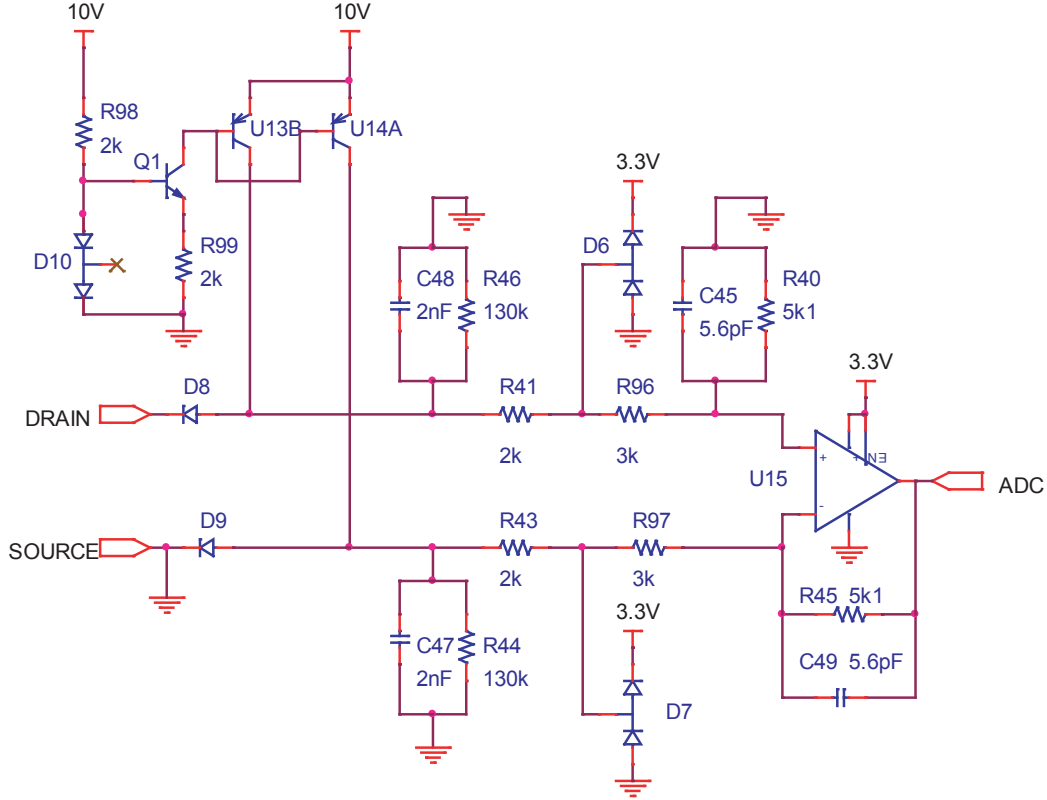 10V
10V
R98
2k
U13B
U14A
Q1
3.3V
R99
2k
D10
D6
C48
2nF
R46
130k
C45
5.6pF
R40
5k1
3.3V
D8
R41
R96
DRAIN
2k
3k
+
+
EN
U15
ADC
-
D9
R43
R97
SOURCE
2k
3k
R45 5k1
3.3V
C47
2nF
R44
130k
C49 5.6pF
D7